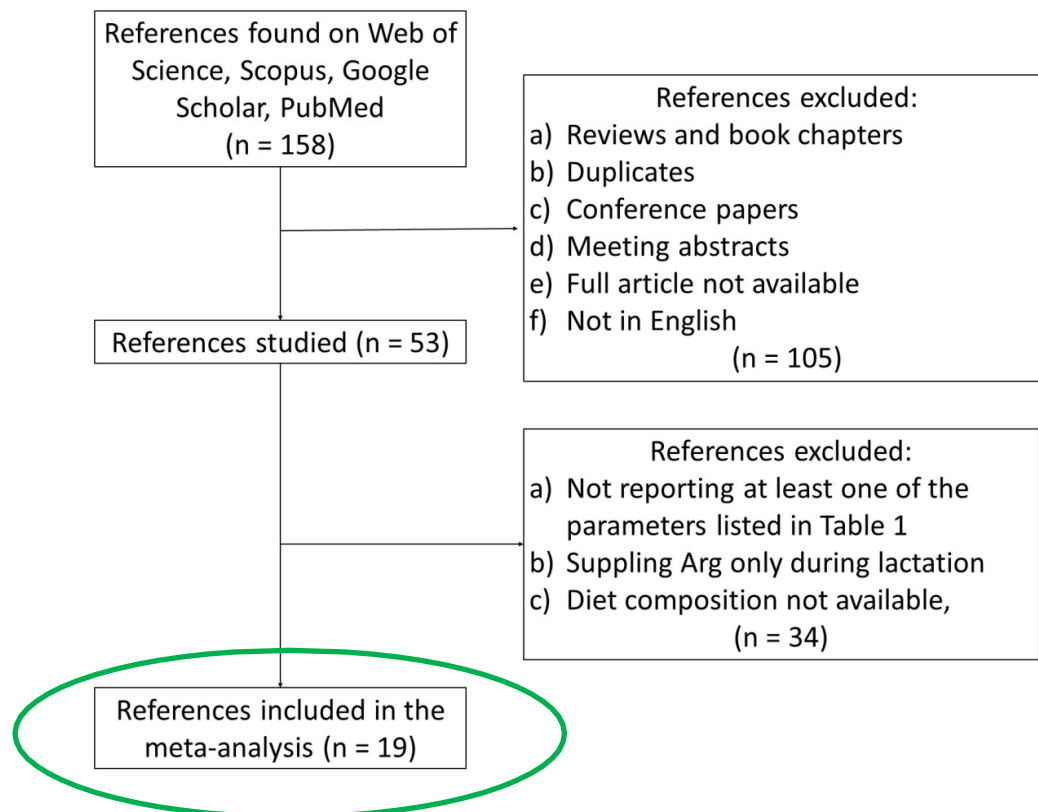 References found on Web of
Science, Scopus, Google
Scholar, PubMed
(n = 158)
References excluded:
a) Reviews and book chapters
b) Duplicates
c) Conference papers
d) Meeting abstracts
e) Full article not available
f) Not in English
(n = 105)
References studied (n = 53)
References excluded:
a) Not reporting at least one of the
parameters listed in Table 1
b) Suppling Arg only during lactation
c) Diet composition not available,
(n = 34)
References included in the
meta-analysis (n = 19)